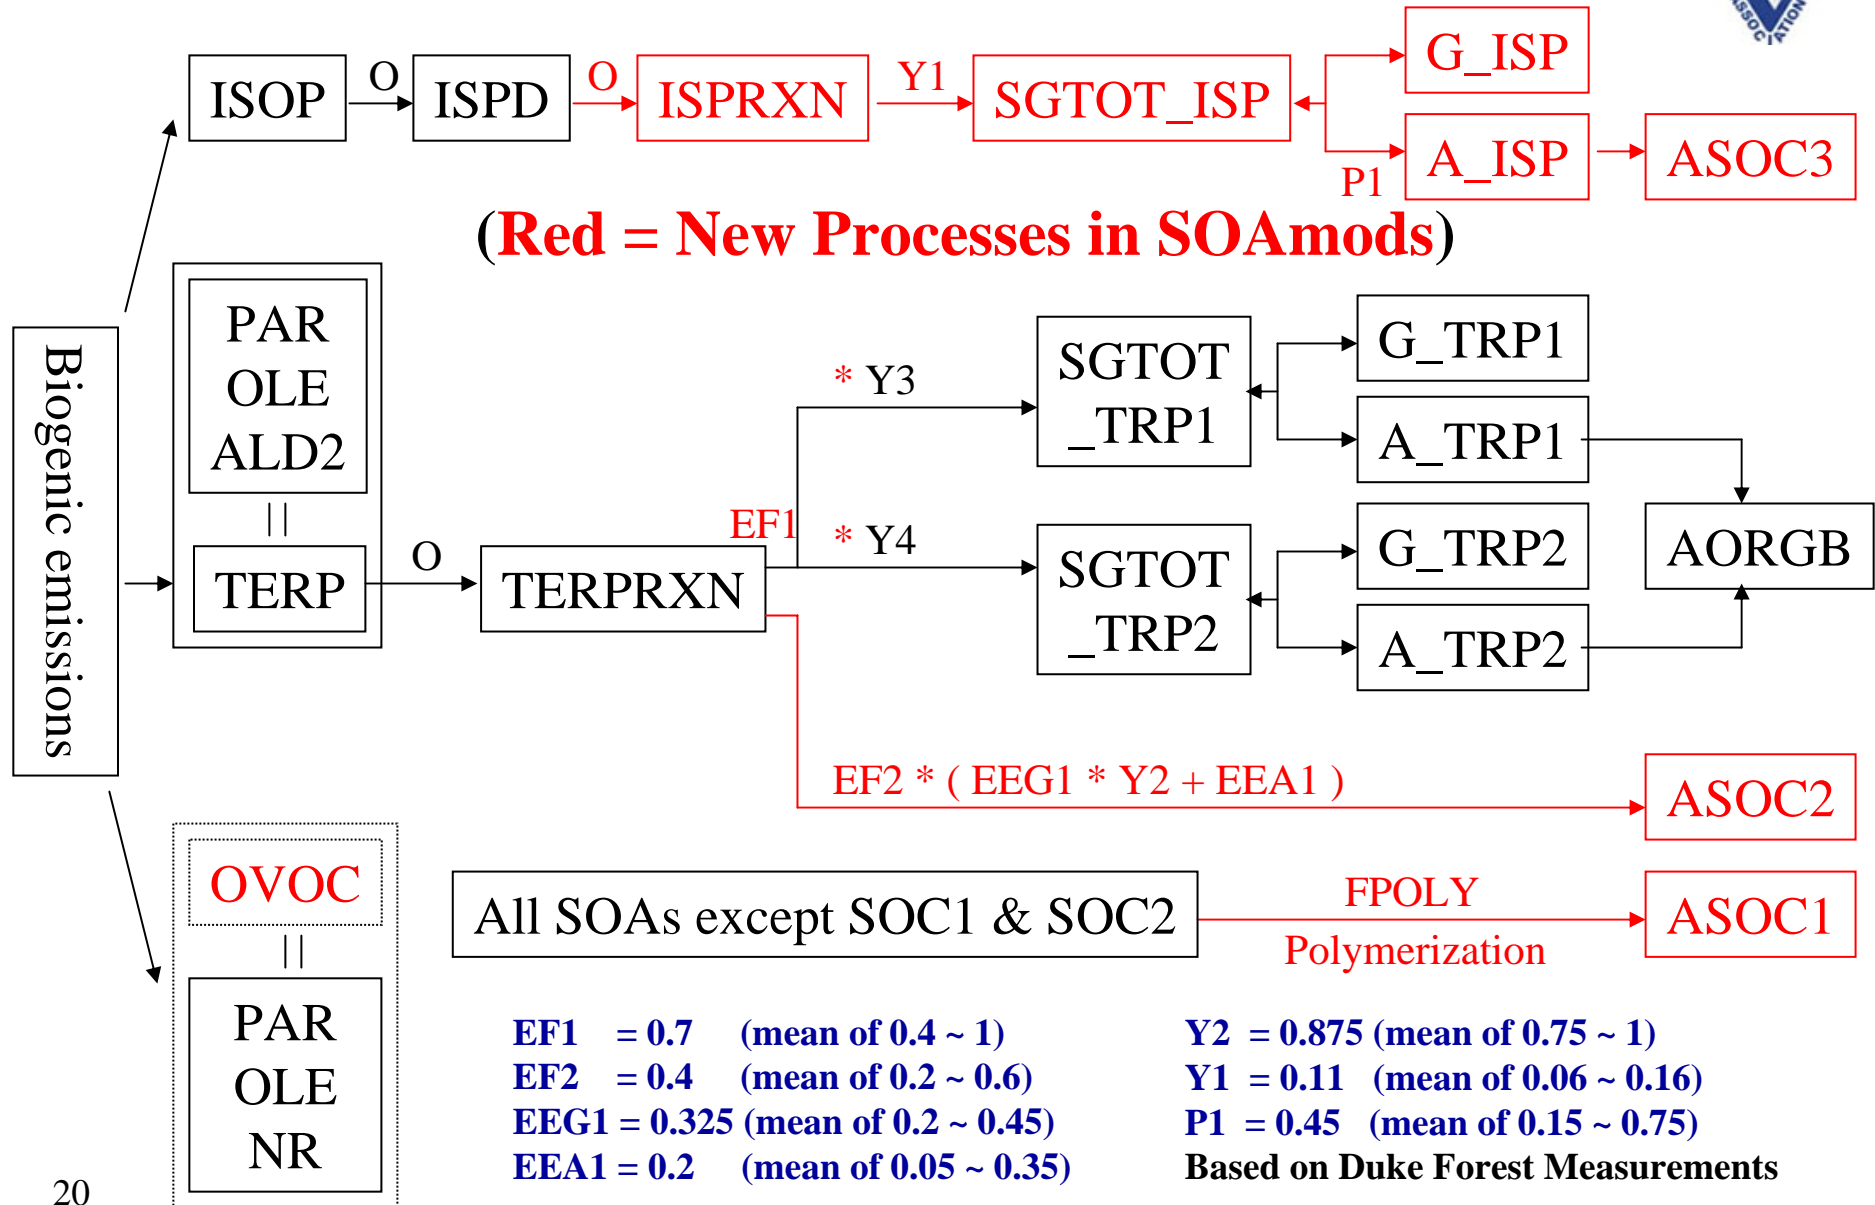 ASSOCIATION
ISOP
O
ISPD
O
ISPRXN
Y1
SGTOT_ISP
G_ISP
A_ISP
P1
ASOC3
(Red = New Processes in SOAmods)
Biogenic emissions
PAR
OLE
ALD2
||
TERP
O
TERPRXN
EF1
* Y3
* Y4
SGTOT
_TRP1
SGTOT
_TRP2
G_TRP1
A_TRP1
G_TRP2
A_TRP2
AORGB
EF2 * ( EEG1 * Y2 + EEA1 )
ASOC2
OVOC
||
PAR
OLE
NR
All SOAs except SOC1 & SOC2
FPOLY
Polymerization
ASOC1
EF1 = 0.7 (mean of 0.4 ~ 1)
EF2 = 0.4 (mean of 0.2 ~ 0.6)
EEG1 = 0.325 (mean of 0.2 ~ 0.45)
EEA1 = 0.2 (mean of 0.05 ~ 0.35)
Y2 = 0.875 (mean of 0.75 ~ 1)
Y1 = 0.11 (mean of 0.06 ~ 0.16)
P1 = 0.45 (mean of 0.15 ~ 0.75)
Based on Duke Forest Measurements
20